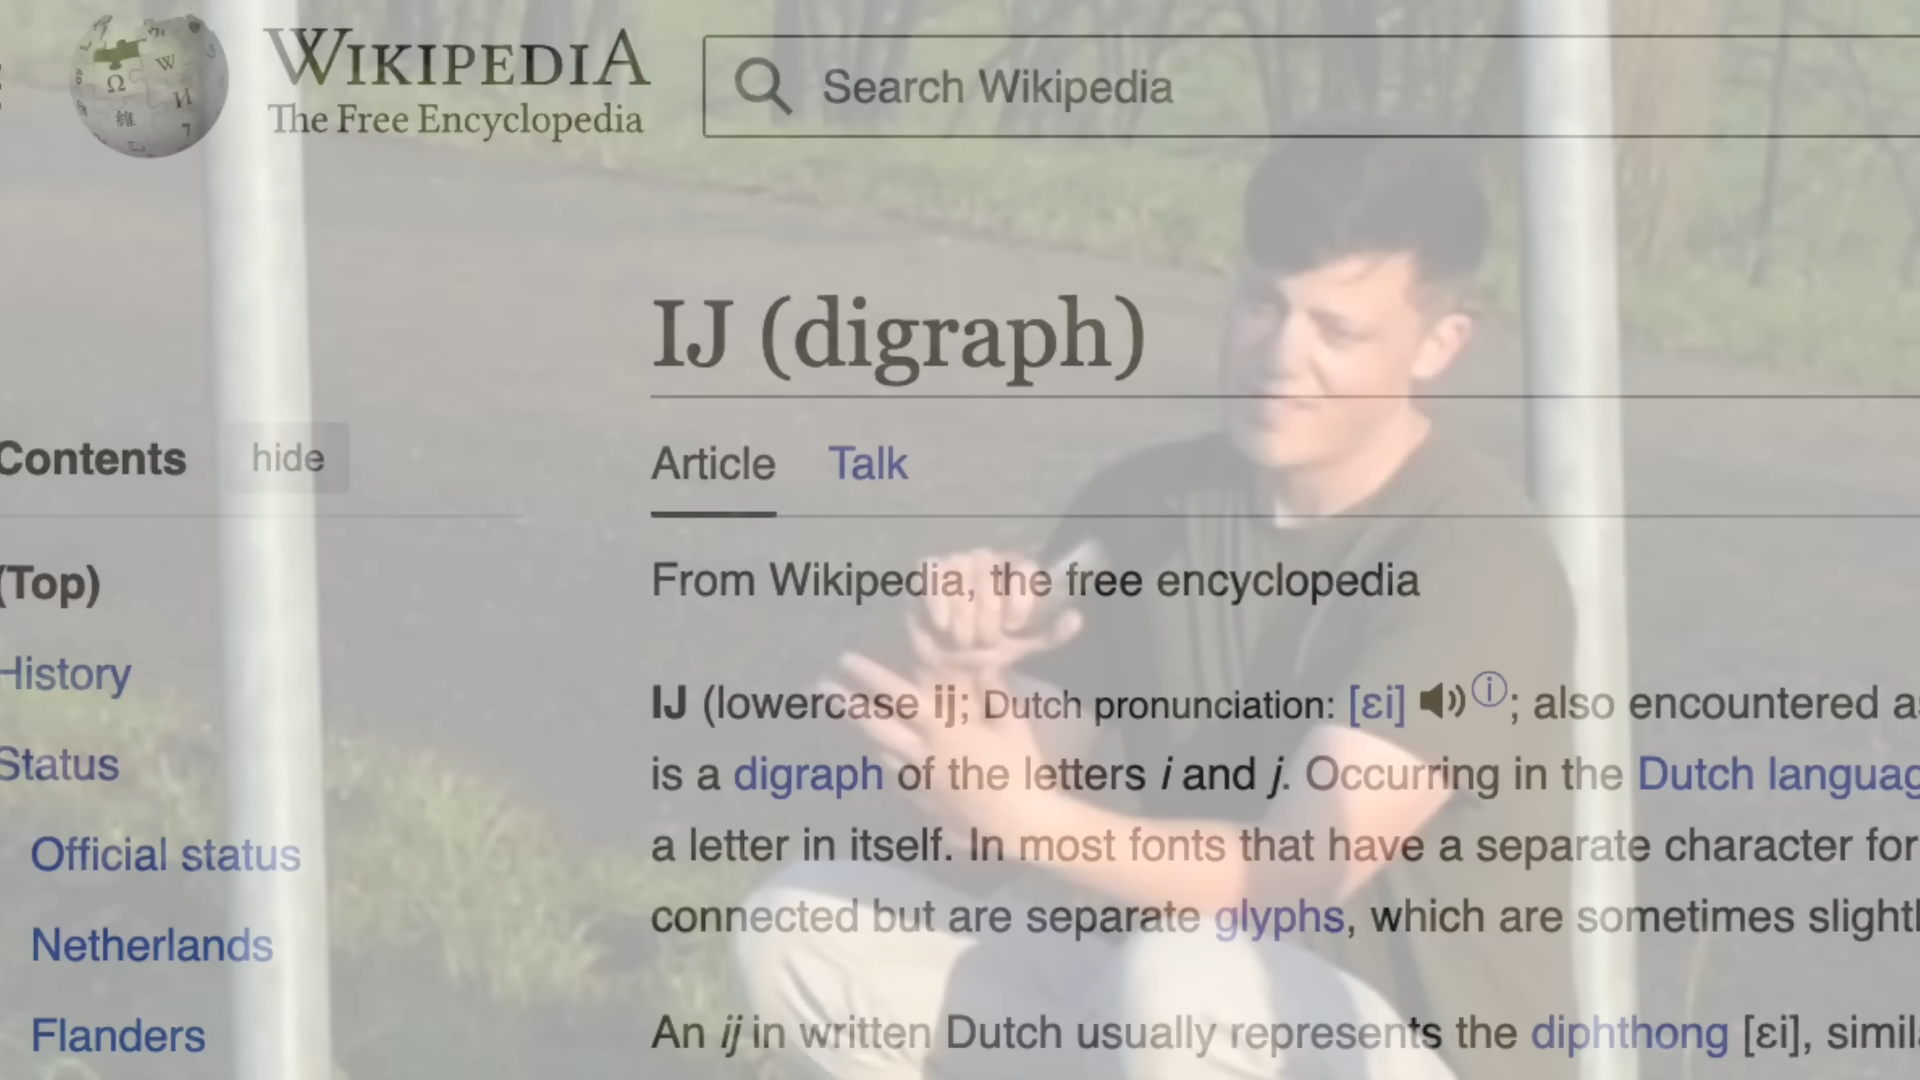 WIKIPEDIA
The Free Encyclopedia
Search Wikipedia
IJ (digraph)
Contents hide
Article Talk
(Top)
From Wikipedia, the free encyclopedia
History
IJ (lowercase ij; Dutch pronunciation: [ɛi] ; also encountered
Status
is a digraph of the letters i and j. Occurring in the Dutch
Official status
a letter in itself. In most fonts that have a separate character for
connected but are separate glyphs, which are sometimes
Netherlands
Flanders
An ij in written Dutch usually represents the diphthong [ɛi],